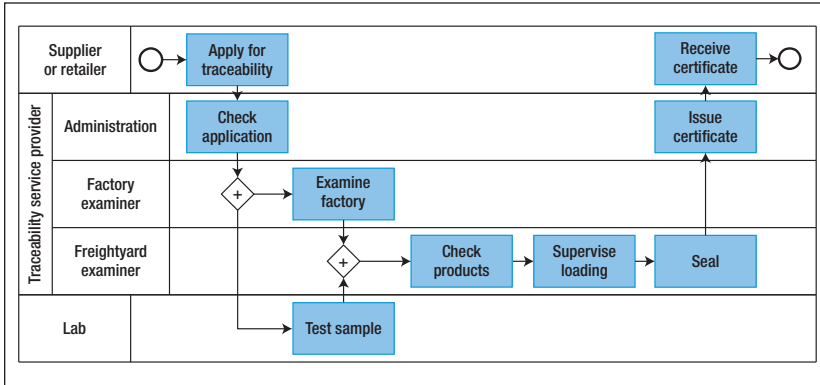 Supplier
or retailer
Apply for
traceability
Receive
certificate
Traceability service provider
Administration
Check
application
Issue
certificate
Factory
examiner
+
Examine
factory
Freightyard
examiner
+
Check
products
Supervise
loading
Seal
Lab
Test sample